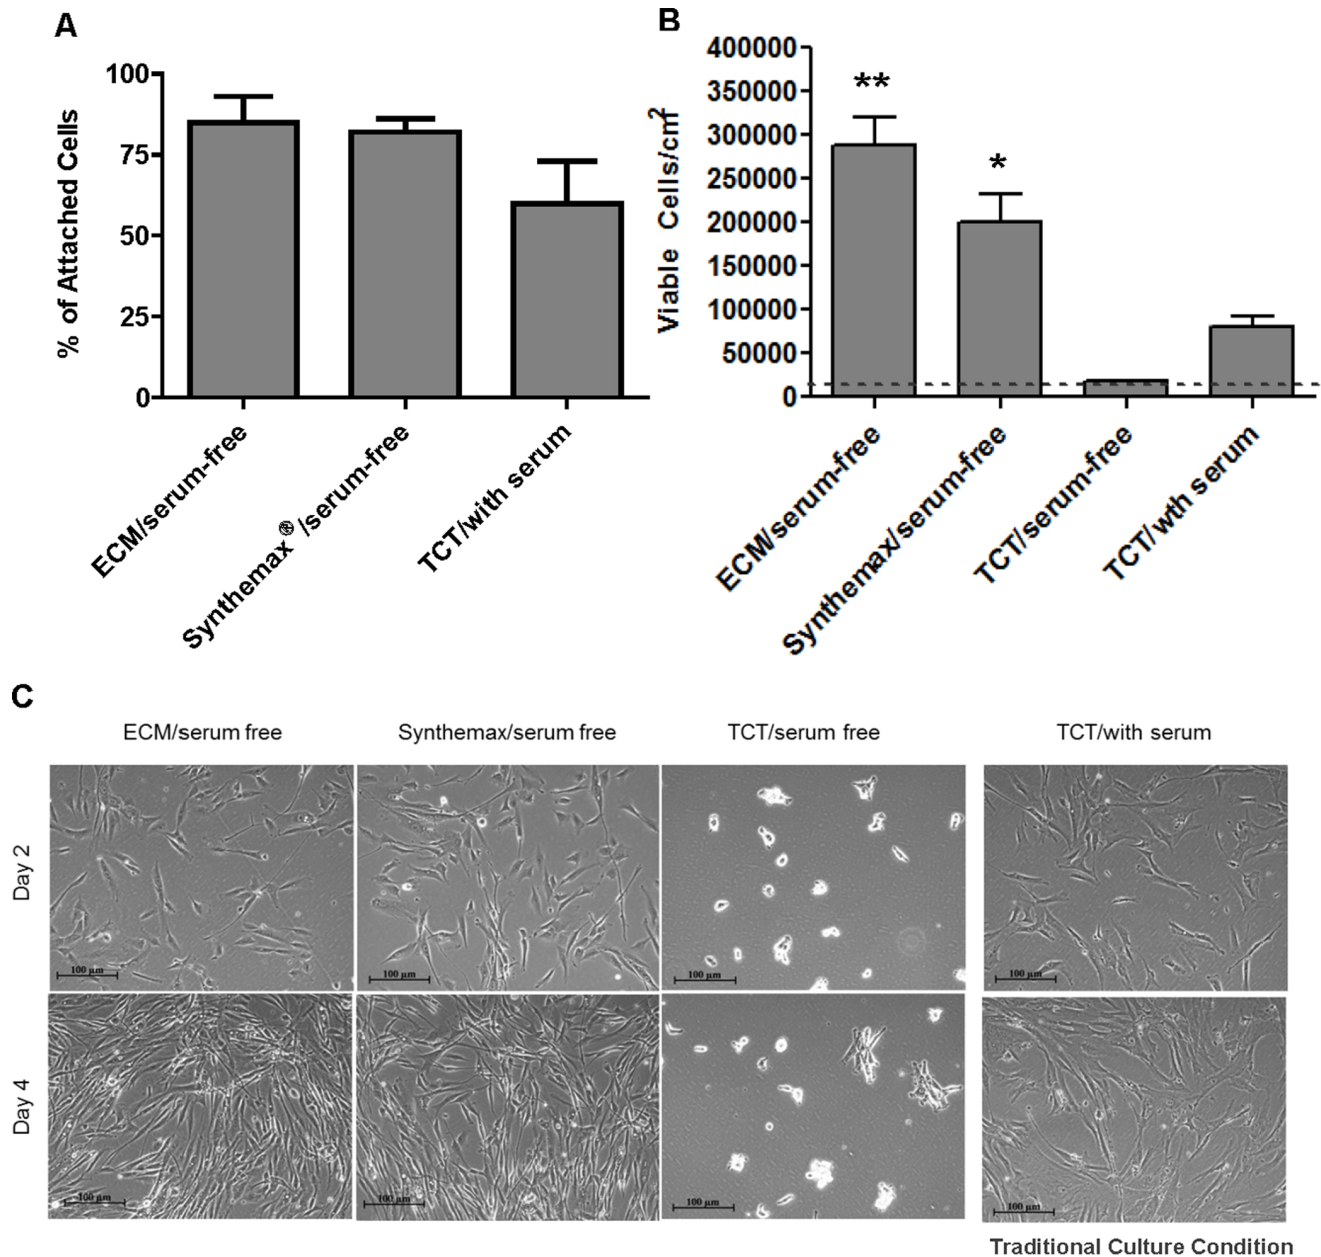 A
100
75
50
25
0
% of Attached Cells
ECM/serum-free
Synthemax®/serum-free
TCT/with serum
B
400000
350000
300000
250000
200000
150000
100000
50000
0
Viable Cells/cm²
**
*
ECM/serum-free
Synthemax/serum-free
TCT/serum-free
TCT/wth serum
C
ECM/serum free
Synthemax/serum free
TCT/serum free
TCT/with serum
Day 2
100 µm
100 µm
100 µm
100 µm
Day 4
100 µm
100 µm
100 µm
100 µm
Traditional Culture Condition